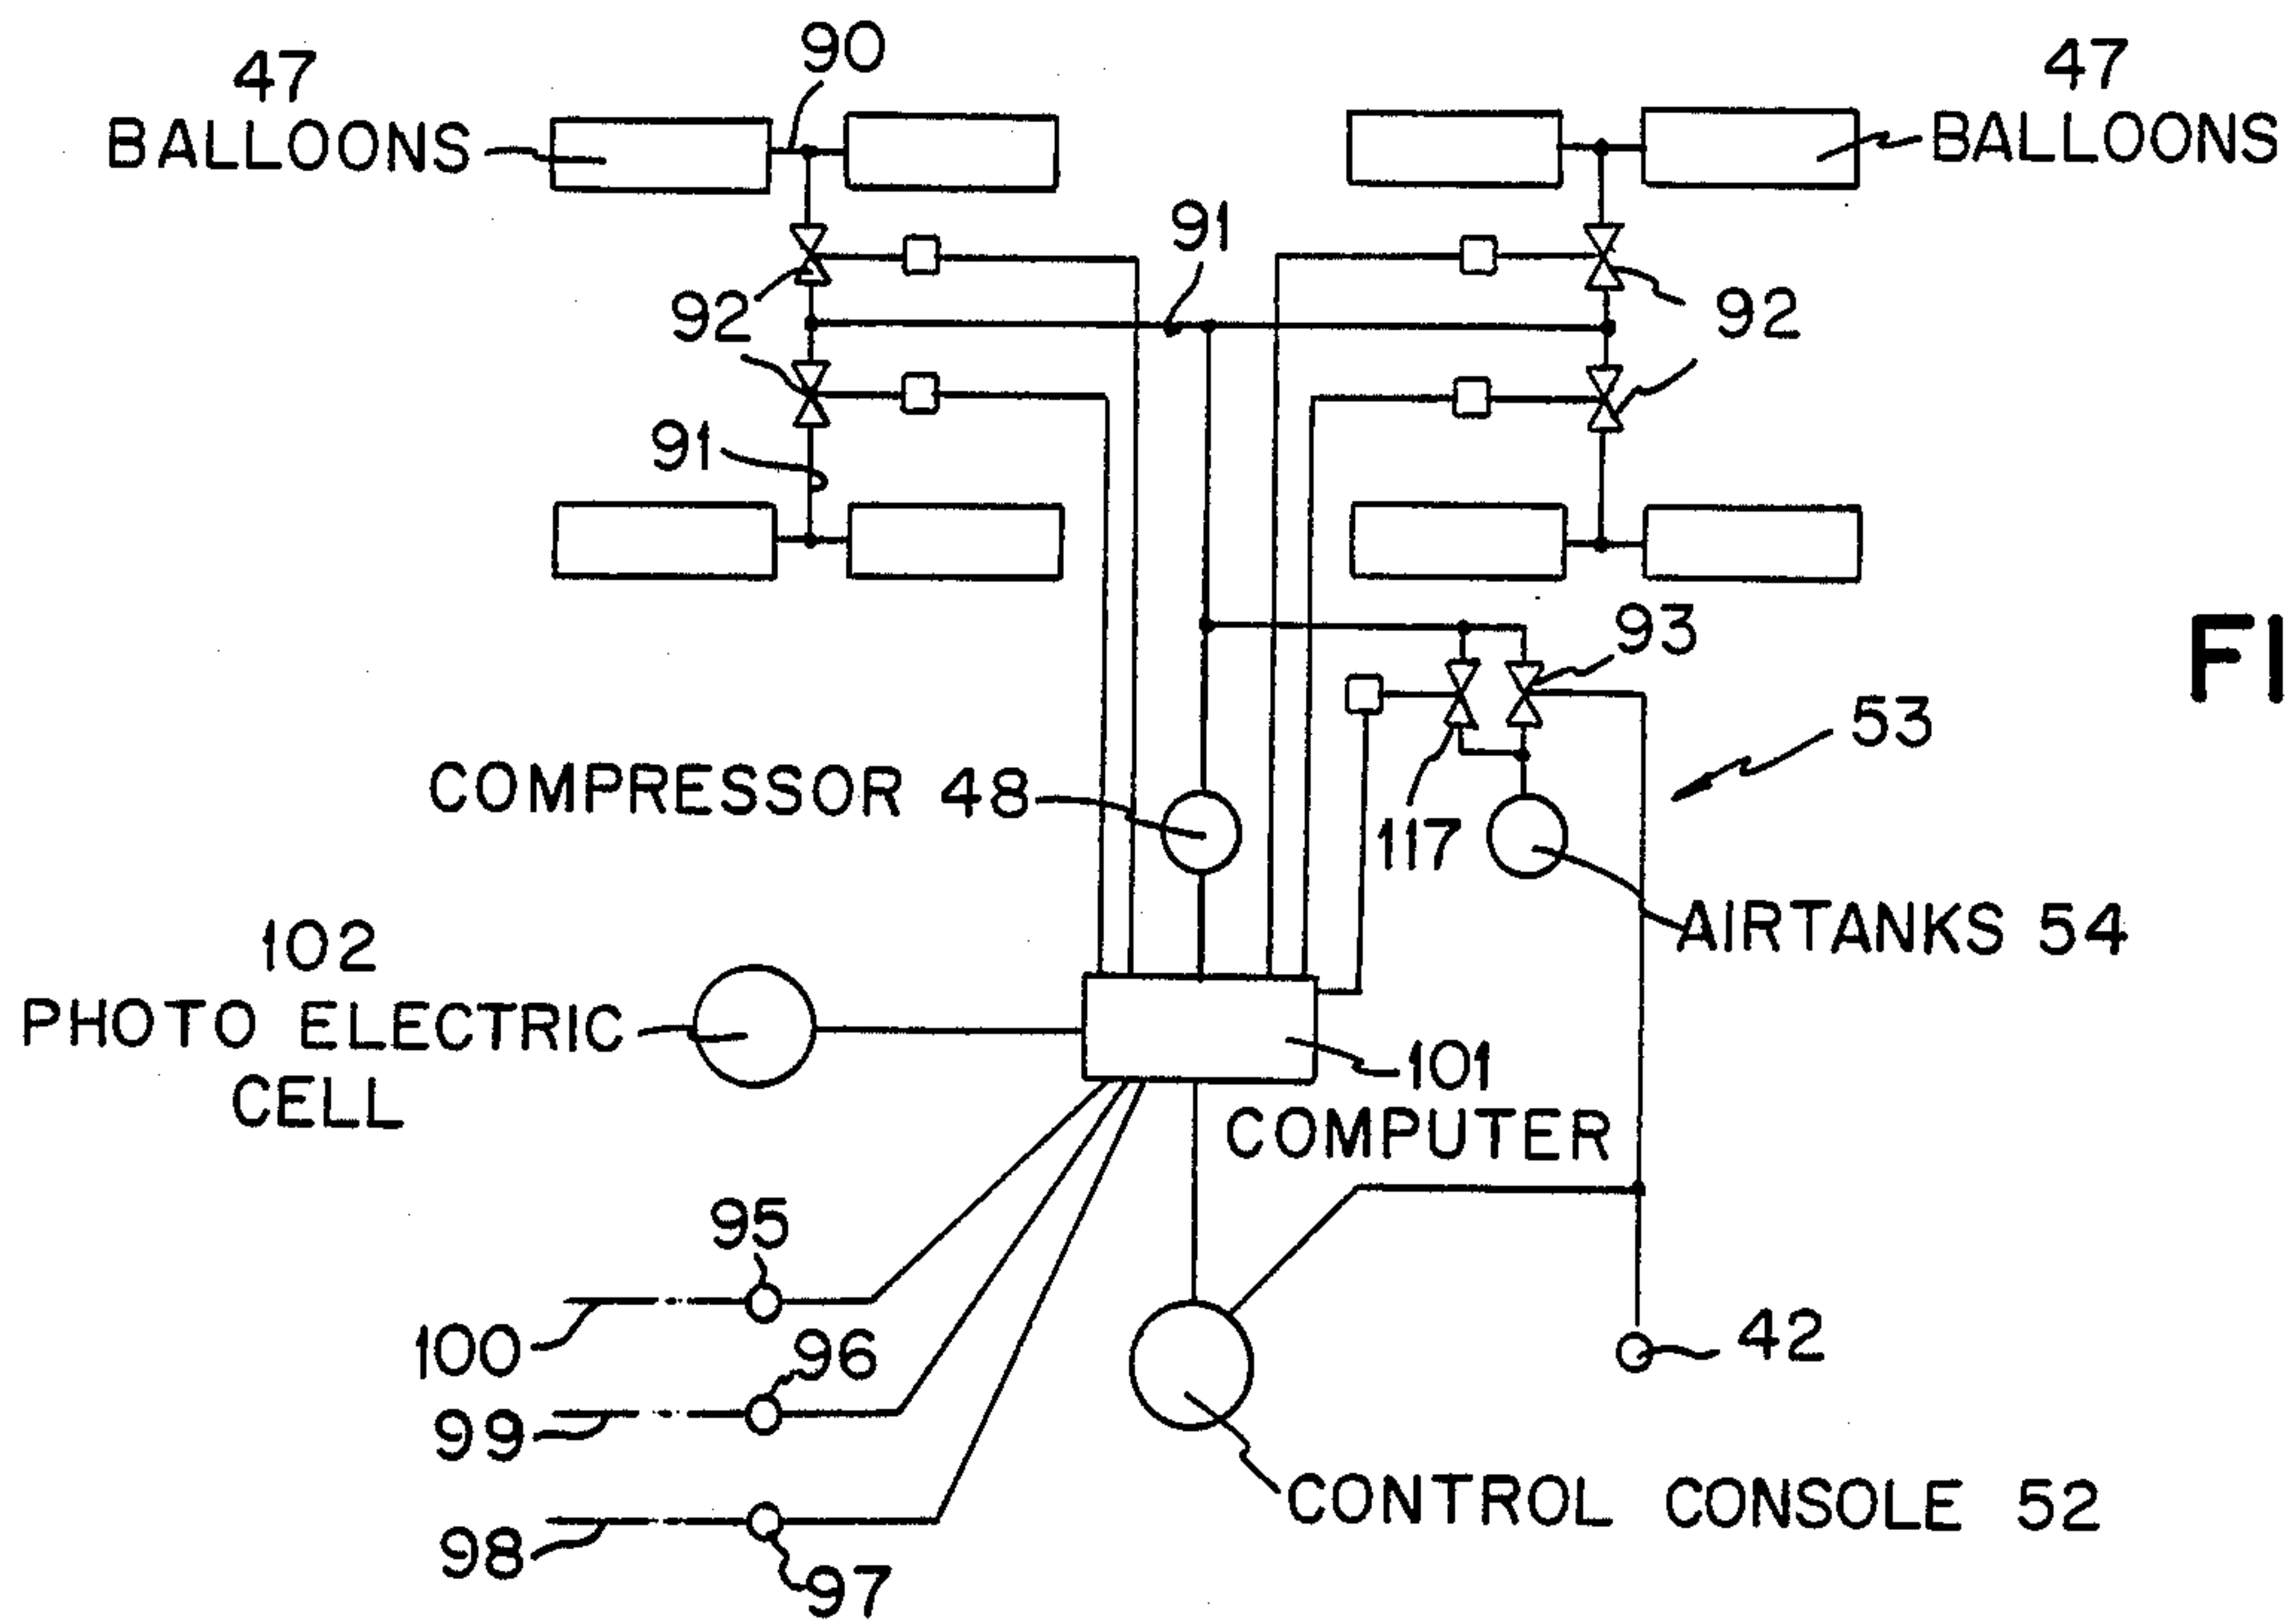 90
47
BALLOONS
47
BALLOONS
91
92
92
91
93
FI
53
COMPRESSOR 48
117
AIRTANKS 54
102
PHOTO ELECTRIC
CELL
101
COMPUTER
95
100
96
42
99
CONTROL CONSOLE 52
98
97